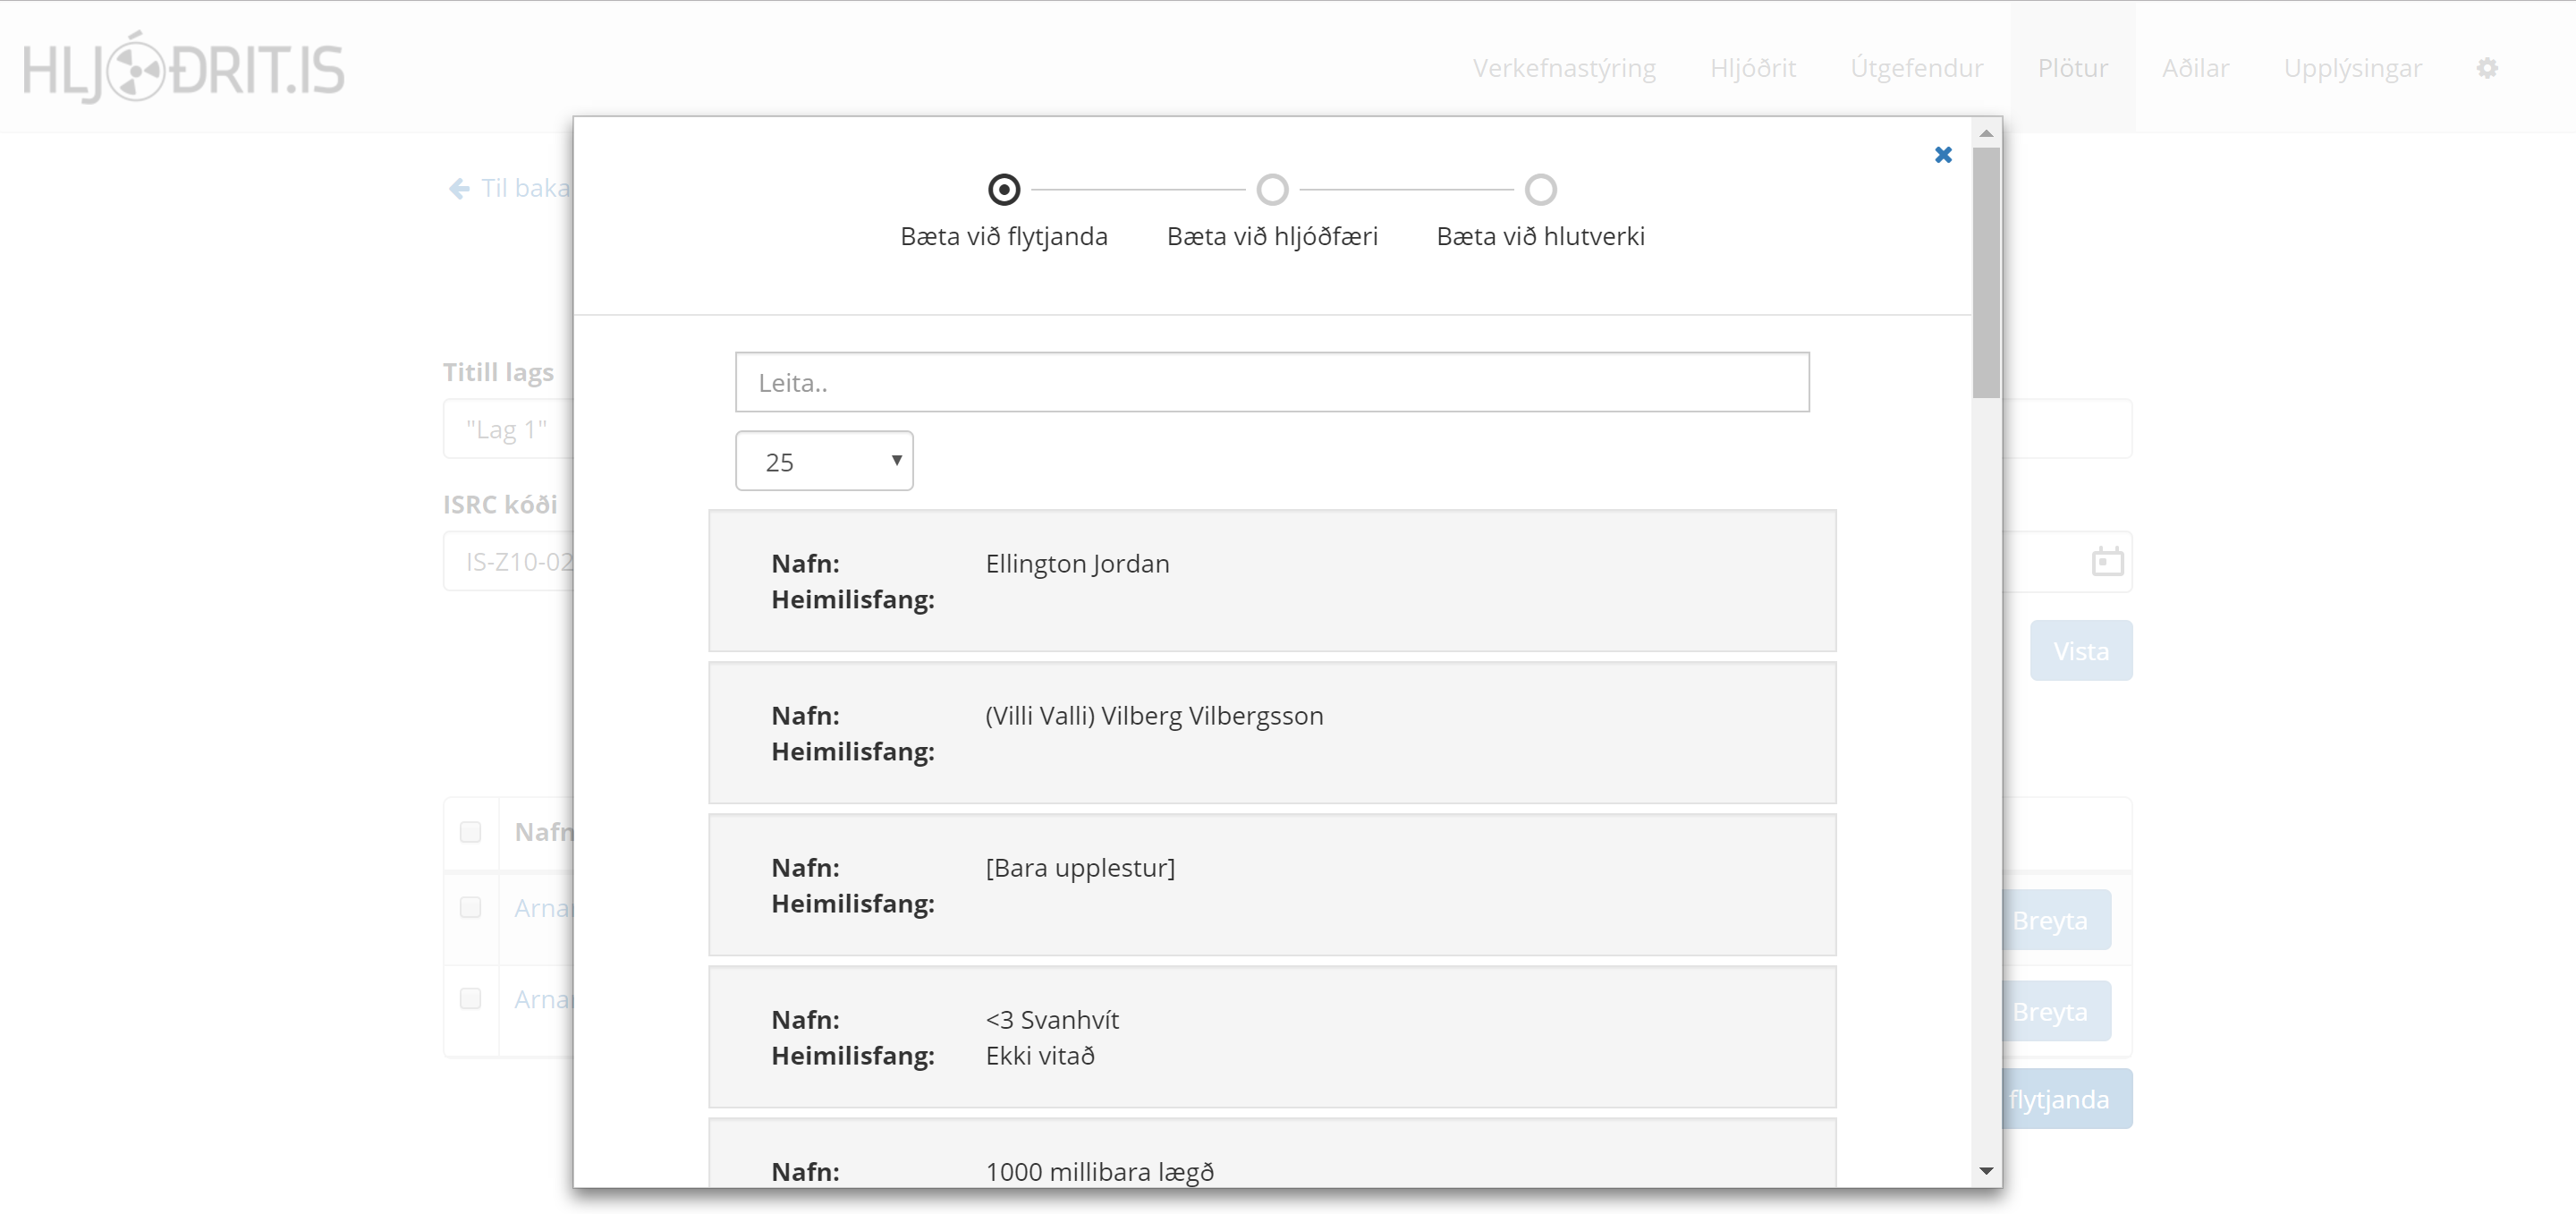 HLJÓÐRIT.IS
Verkefnastýring Hljóðrit Útgefendur Plötur Aðilar Upplýsingar
Til baka
Bæta við flytjanda Bæta við hljóðfæri Bæta við hlutverki
Titill lags
"Lag 1"
ISRC kóði
IS-Z10-02
Vista
Leita..
25
Nafn: Ellington Jordan
Heimilisfang:
Nafn: (Villi Valli) Vilberg Vilbergsson
Heimilisfang:
Nafn: [Bara upplestur]
Heimilisfang:
Nafn: <3 Svanhvít
Heimilisfang: Ekki vitað
Nafn: 1000 millibara lægð
Nafn
Arnar
Breyta
Arnar
Breyta
flytjanda